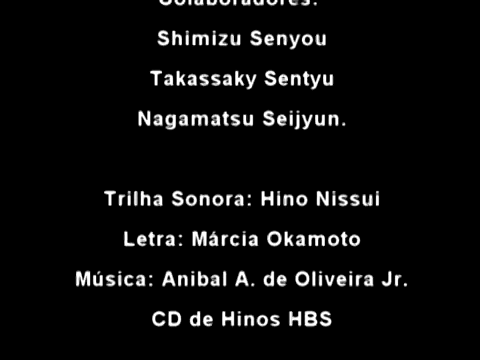 Colaboradores:
Shimizu Senyou
Takassaky Sentyu
Nagamatsu Seijyun.
Trilha Sonora: Hino Nissui
Letra: Márcia Okamoto
Música: Anibal A. de Oliveira Jr.
CD de Hinos HBS